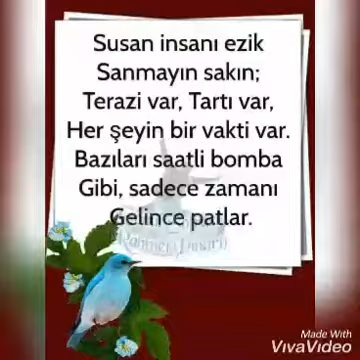 Susan insanı ezik
Sanmayın sakın;
Terazi var, Tartı var,
Her şeyin bir vakti var.
Bazıları saatli bomba
Gibi, sadece zamanı
Gelince patlar.
Made With
VivaVideo